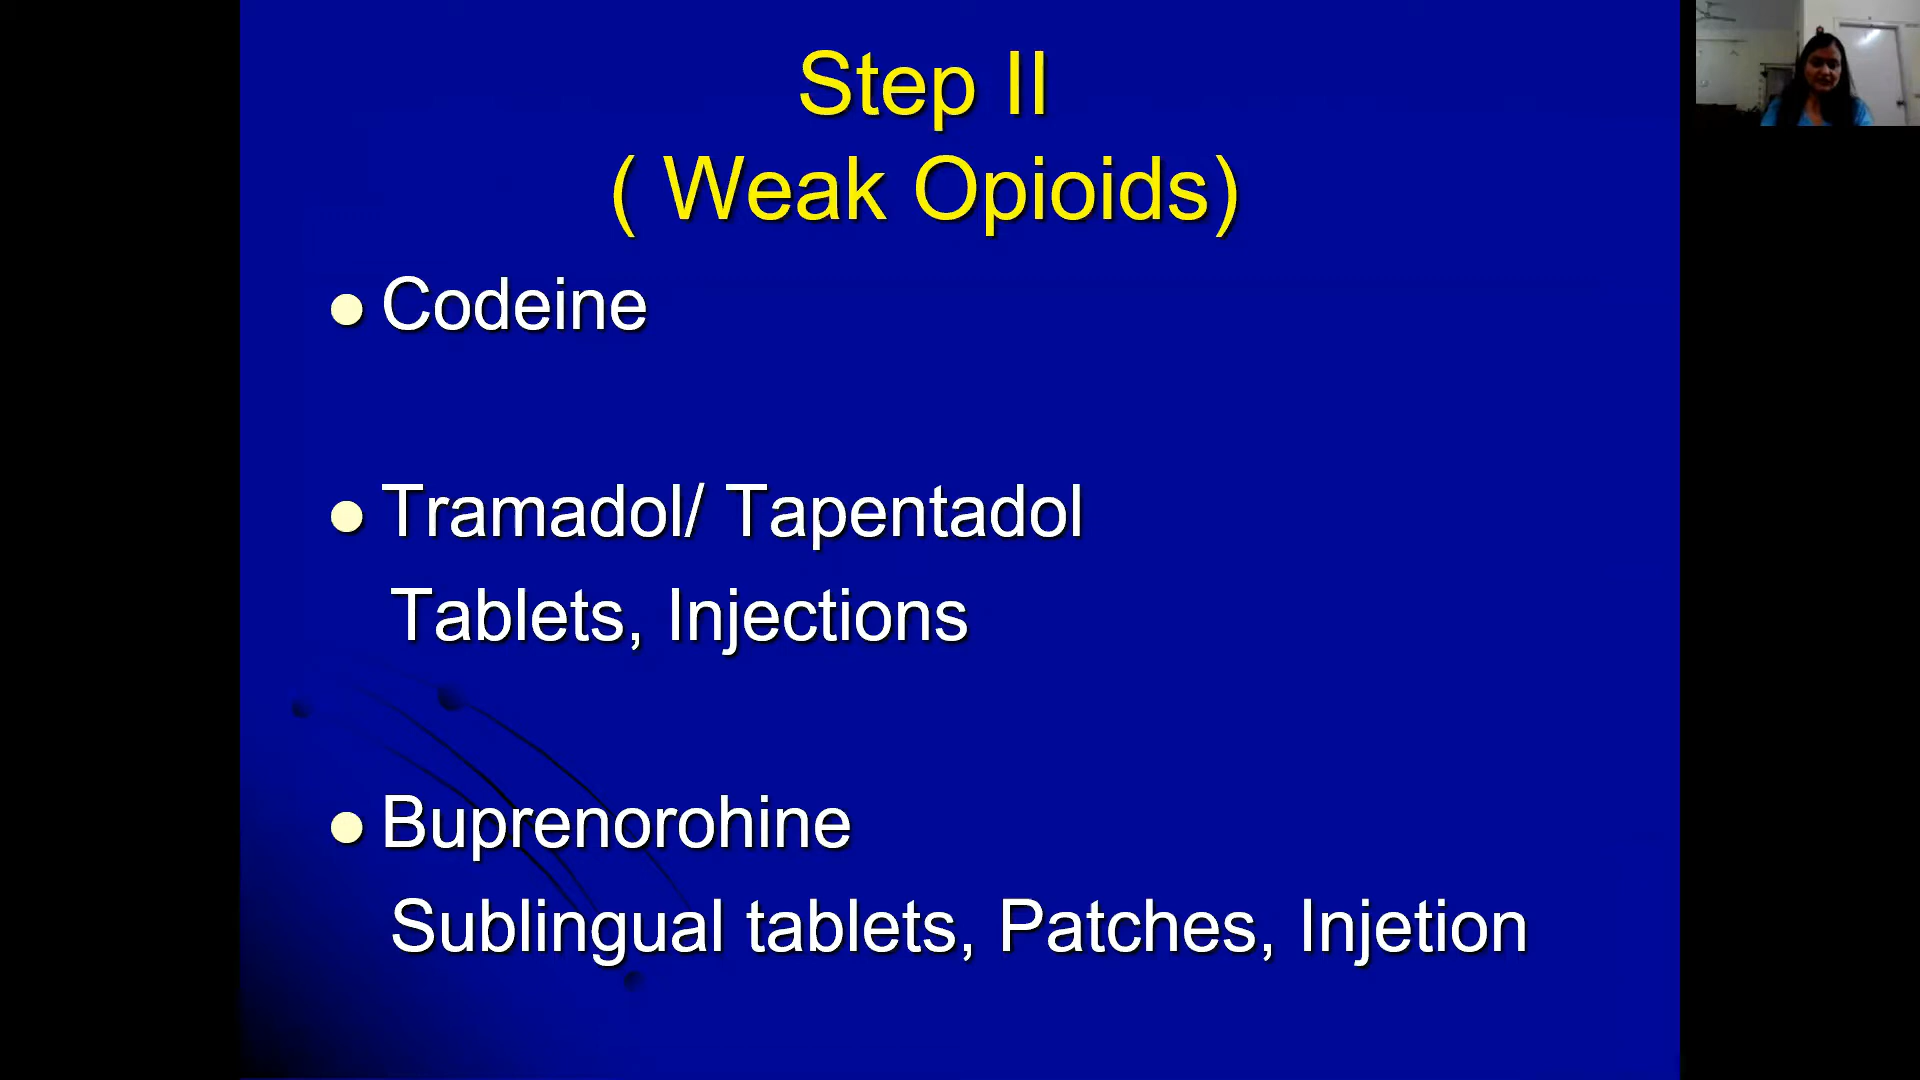 Step II
( Weak Opioids)
Codeine
Tramadol/ Tapentadol
Tablets, Injections
Buprenorohine
Sublingual tablets, Patches, Injetion